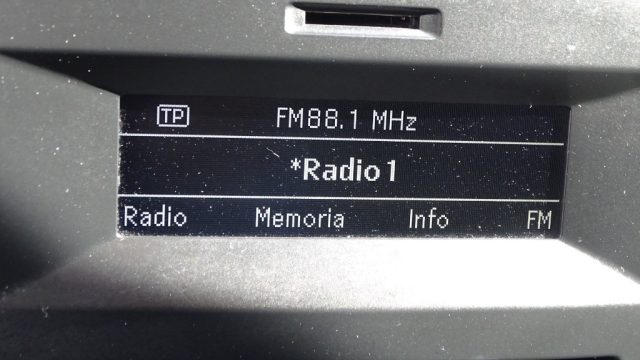 TP FM88.1 MHz
*Radio 1
Radio Memoria Info FM